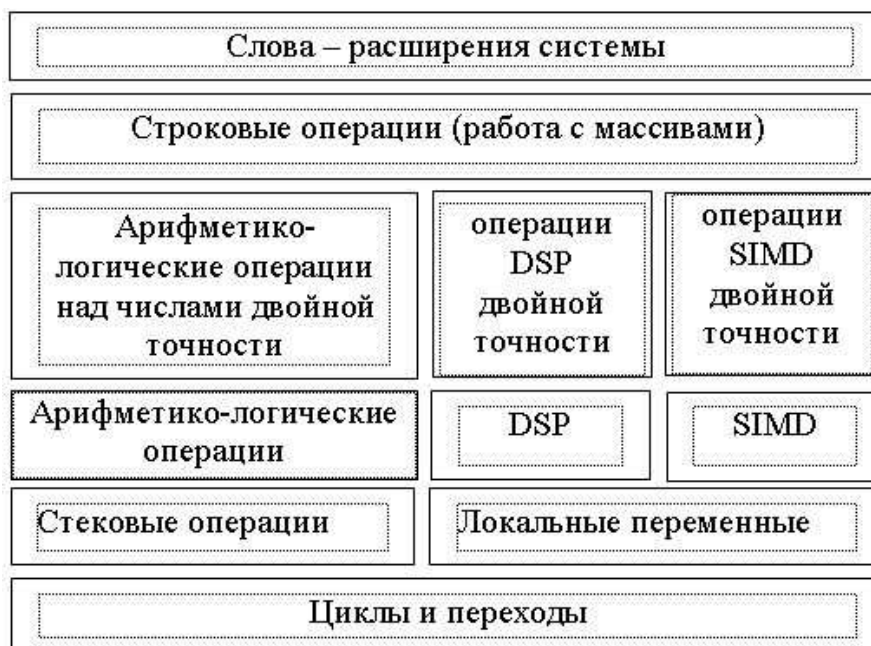 Слова – расширения системы
Строковые операции (работа с массивами)
Арифметико-
логические операции
над числами двойной
точности
операции
DSP
двойной
точности
операции
SIMD
двойной
точности
Арифметико-логические
операции
DSP
SIMD
Стековые операции
Локальные переменные
Циклы и переходы